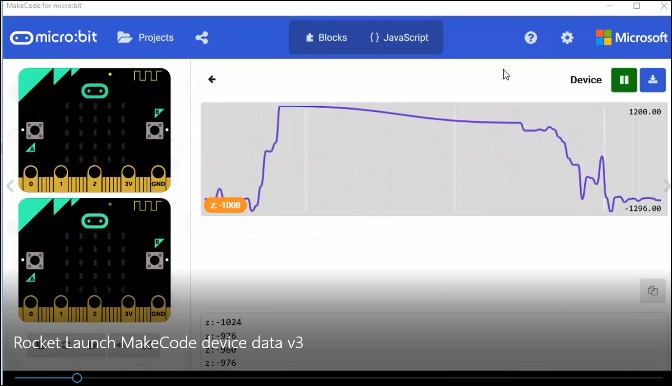 MakeCode for micro:bit
micro:bit Projects Blocks {} JavaScript ? Microsoft
Device
1200.00
z: -1008
-1296.00
0 1 2 3V GND
B
A
0 1 2 3V GND
B
A
z:-1024
z:-976
z:-960
z:-976
Rocket Launch MakeCode device data v3